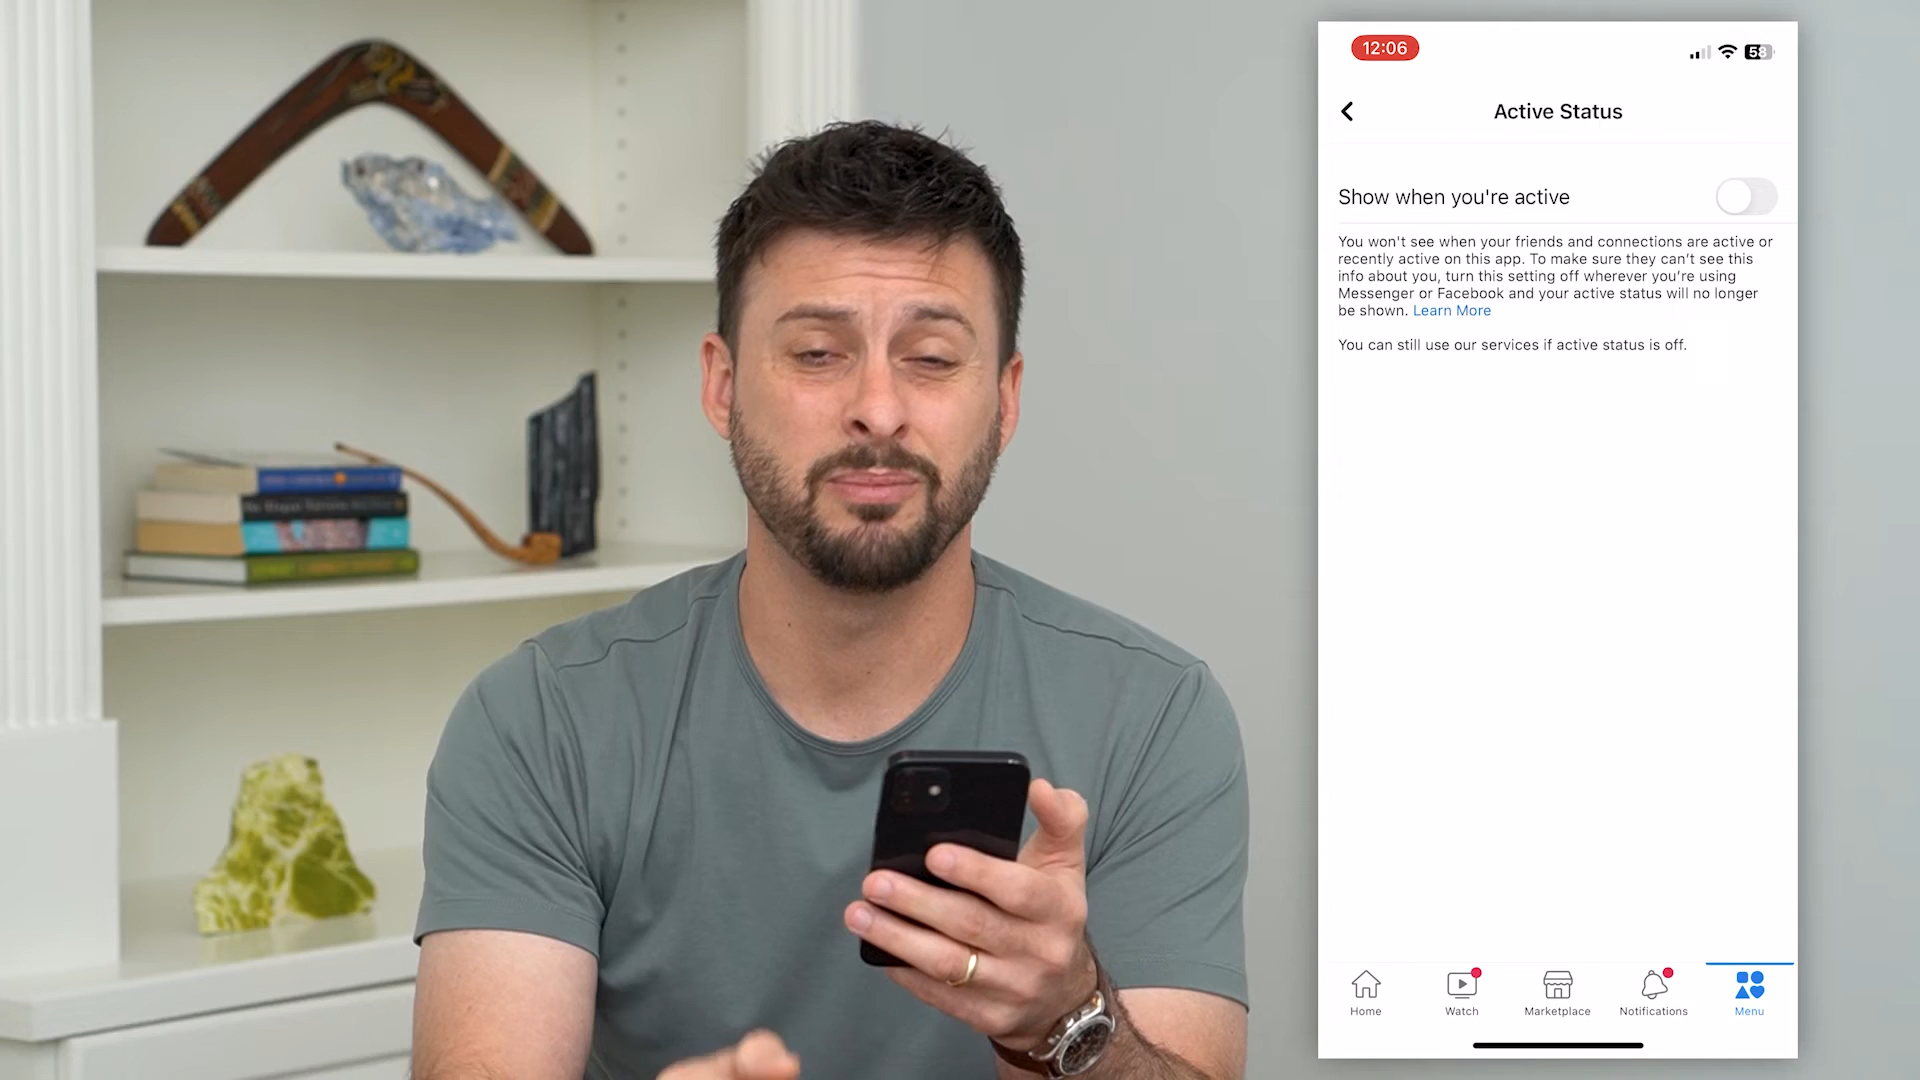 12:06
58
Active Status
Show when you're active
You won't see when your friends and connections are active or
recently active on this app. To make sure they can't see this
info about you, turn this setting off wherever you're using
Messenger or Facebook and your active status will no longer
be shown. Learn More
You can still use our services if active status is off.
Home
Watch
Marketplace
Notifications
Menu